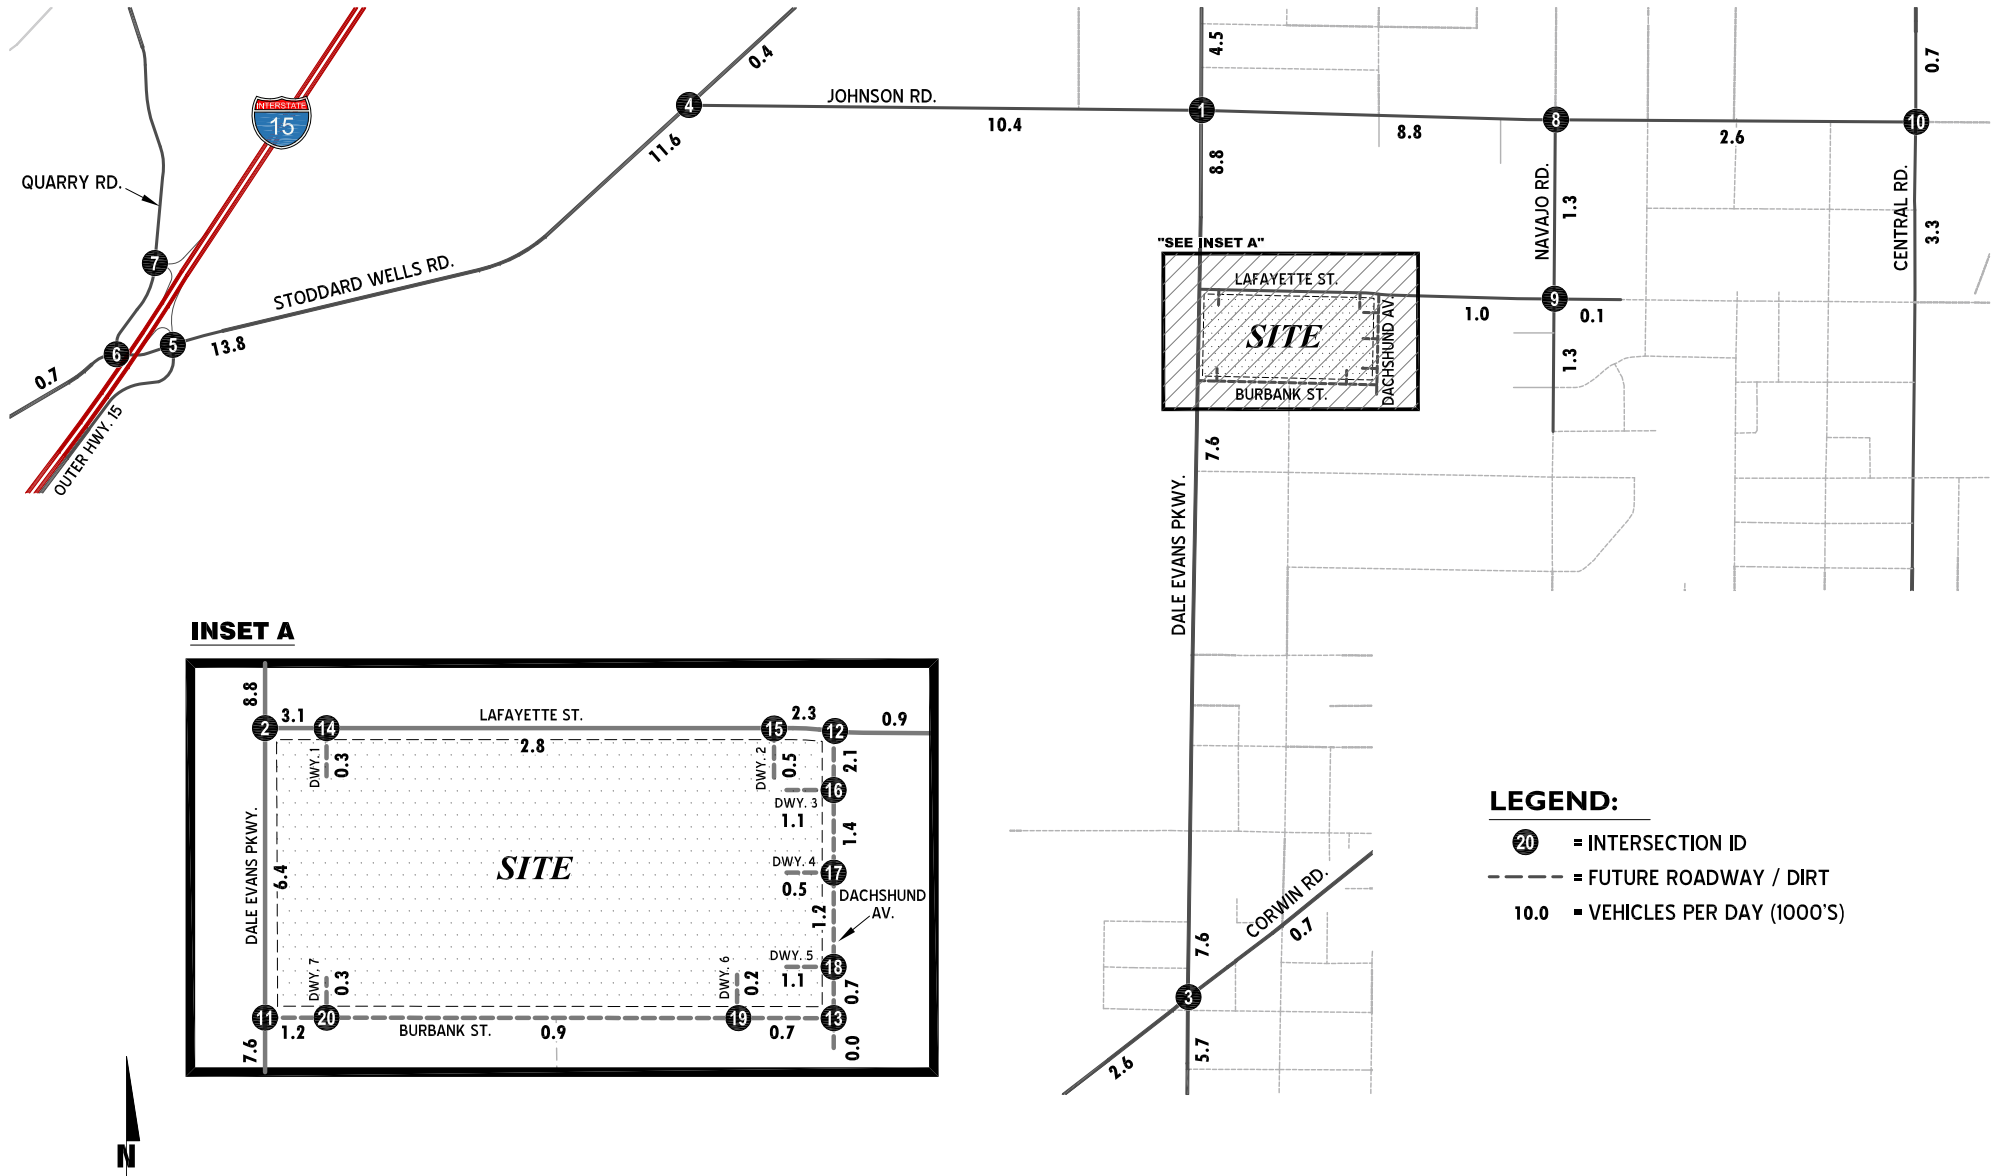 4.5
0.7
0.4
INTERSTATE
15
4
JOHNSON RD.
1
8
10
10.4
8.8
2.6
11.6
8.8
QUARRY RD.
NAVAJO RD.
1.3
CENTRAL RD.
3.3
"SEE INSET A"
7
STODDARD WELLS RD.
LAFAYETTE ST.
9
1.0
0.1
SITE
DACHSHUND AV.
5
6
13.8
1.3
0.7
BURBANK ST.
OUTER HWY. 15
7.6
DALE EVANS PKWY.
INSET A
8.8
2
3.1
14
LAFAYETTE ST.
15
2.3
12
0.9
2.8
DWY. 1
0.3
DWY. 2
0.5
2.1
16
DWY. 3
1.1
1.4
DALE EVANS PKWY.
6.4
SITE
DWY. 4
17
0.5
1.2
DACHSHUND
AV.
DWY. 7
0.3
DWY. 6
0.2
DWY. 5
18
1.1
0.7
11
1.2
20
BURBANK ST.
0.9
19
0.7
13
7.6
0.0
LEGEND:
20 = INTERSECTION ID
= FUTURE ROADWAY / DIRT
10.0 = VEHICLES PER DAY (1000'S)
CORWIN RD.
0.7
7.6
3
2.6
5.7
N